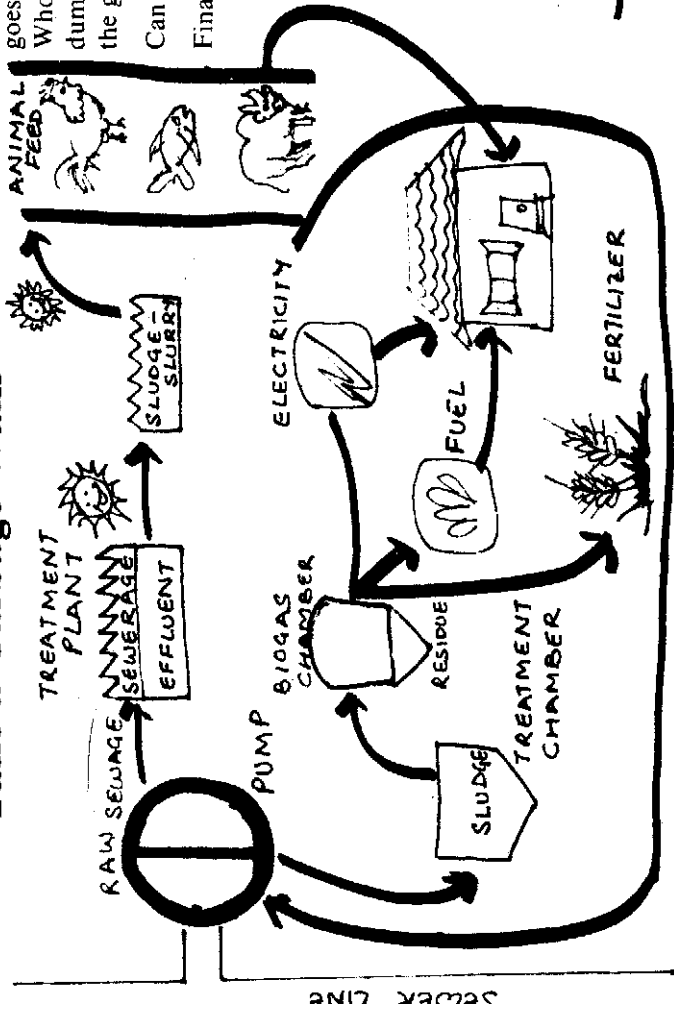 goes
Who
dum
the g
Can
Fina
ANIMAL
FEED
SLUDGE-
SLURRY
TREATMENT
PLANT
SEWERAGE
EFFLUENT
RAW SEWAGE
PUMP
ELECTRICITY
FUEL
FERTILIZER
BIOGAS
CHAMBER
RESIDUE
TREATMENT
CHAMBER
SLUDGE
SEWER LINE